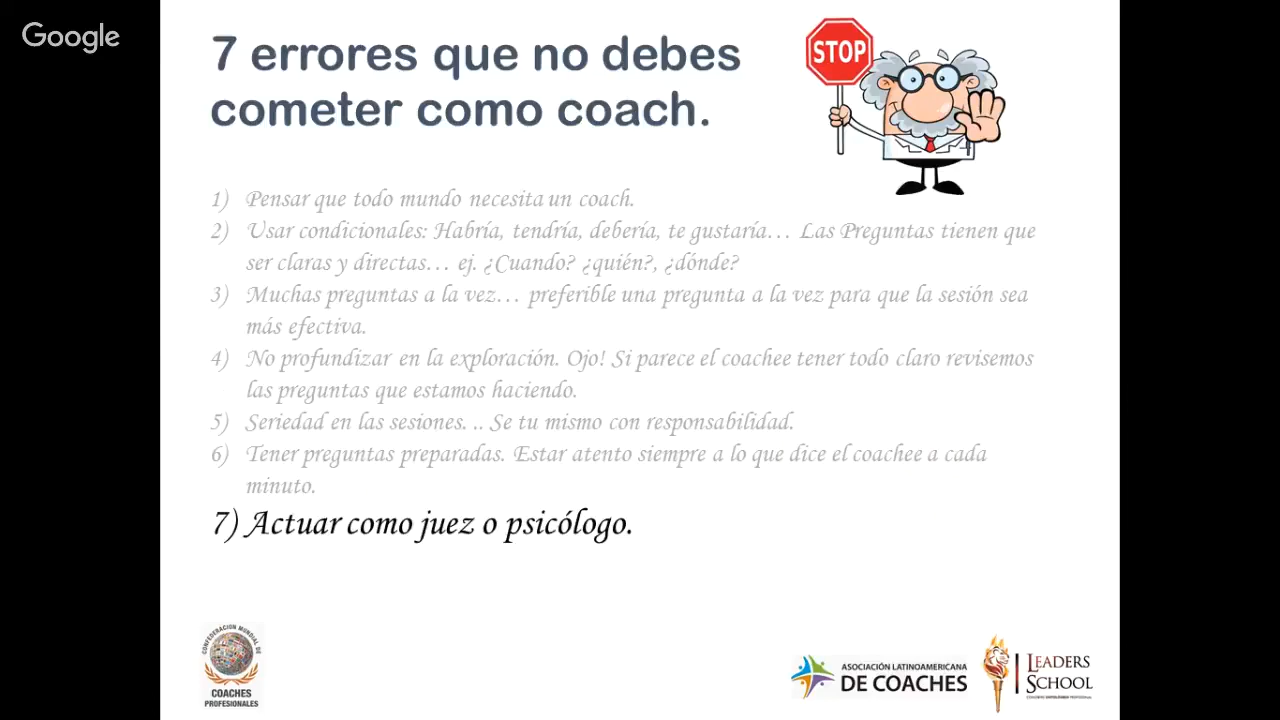 Google
7 errores que no debes
cometer como coach.
STOP
1) Pensar que todo mundo necesita un coach.
2) Usar condicionales: Habría, tendría, debería, te gustaría… Las Preguntas tienen que
ser claras y directas… ej. ¿Cuando? ¿quién?, ¿dónde?
3) Muchas preguntas a la vez… preferible una pregunta a la vez para que la sesión sea
más efectiva.
4) No profundizar en la exploración. Ojo! Si parece el coachee tener todo claro revisemos
las preguntas que estamos haciendo.
5) Seriedad en las sesiones. .. Se tu mismo con responsabilidad.
6) Tener preguntas preparadas. Estar atento siempre a lo que dice el coachee a cada
minuto.
7) Actuar como juez o psicólogo.
CONFEDERACION MUNDIAL DE
COACHES
PROFESIONALES
ASOCIACIÓN LATINOAMERICANA
DE COACHES
LEADERS
SCHOOL